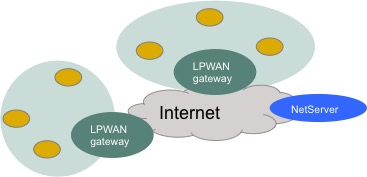 LPWAN
gateway
Internet
NetServer
LPWAN
gateway